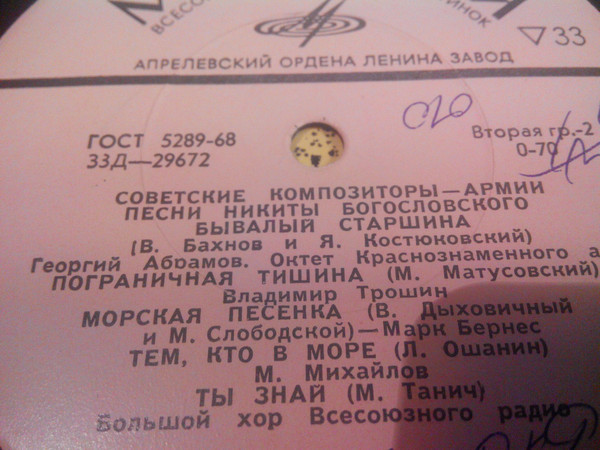 ВСЕСО
ИНОК
33
АПРЕЛЕВСКИЙ ОРДЕНА ЛЕНИНА ЗАВОД
ГОСТ 5289-68
33Д—29672
Вторая гр.-2
0-70
СОВЕТСКИЕ КОМПОЗИТОРЫ—АРМИИ
ПЕСНИ НИКИТЫ БОГОСЛОВСКОГО
БЫВАЛЫЙ СТАРШИНА
(В. Бахнов и Я. Костюковский)
Георгий Абрамов. Октет Краснознаменного а
ПОГРАНИЧНАЯ ТИШИНА (М. Матусовский)
Владимир Трошин
МОРСКАЯ ПЕСЕНКА (В. Дыховичный
и М. Слободской)—Марк Бернес
ТЕМ, КТО В МОРЕ (Л. Ошанин)
М. Михайлов
ТЫ ЗНАЙ (М. Танич)
Большой хор Всесоюзного радио